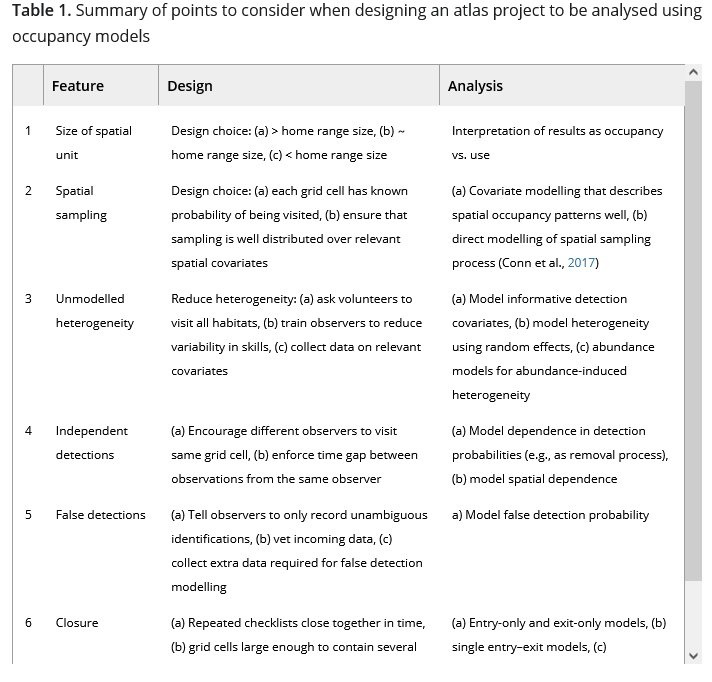 Table 1. Summary of points to consider when designing an atlas project to be analysed using
occupancy models
Feature
Design
Analysis
1
Size of spatial
unit
Design choice: (a) > home range size, (b) ~
home range size, (c) < home range size
Interpretation of results as occupancy
vs. use
2
Spatial
sampling
Design choice: (a) each grid cell has known
probability of being visited, (b) ensure that
sampling is well distributed over relevant
spatial covariates
(a) Covariate modelling that describes
spatial occupancy patterns well, (b)
direct modelling of spatial sampling
process (Conn et al., 2017)
3
Unmodelled
heterogeneity
Reduce heterogeneity: (a) ask volunteers to
visit all habitats, (b) train observers to reduce
variability in skills, (c) collect data on relevant
covariates
(a) Model informative detection
covariates, (b) model heterogeneity
using random effects, (c) abundance
models for abundance-induced
heterogeneity
4
Independent
detections
(a) Encourage different observers to visit
same grid cell, (b) enforce time gap between
observations from the same observer
(a) Model dependence in detection
probabilities (e.g., as removal process),
(b) model spatial dependence
5
False detections
(a) Tell observers to only record unambiguous
identifications, (b) vet incoming data, (c)
collect extra data required for false detection
modelling
a) Model false detection probability
6
Closure
(a) Repeated checklists close together in time,
(b) grid cells large enough to contain several
(a) Entry-only and exit-only models, (b)
single entry–exit models, (c)